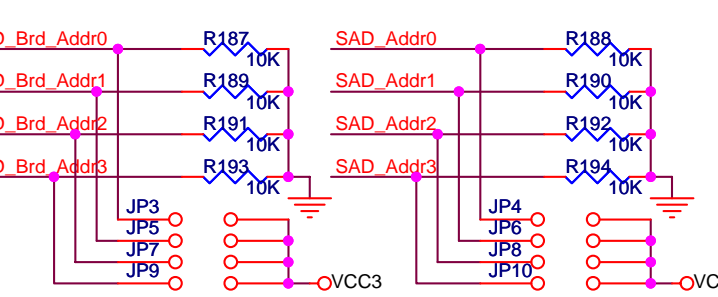 D_Brd_Addr0 R187 SAD_Addr0 R188
10K 10K
D_Brd_Addr1 R189 SAD_Addr1 R190
10K 10K
D_Brd_Addr2 R191 SAD_Addr2 R192
10K 10K
D_Brd_Addr3 R193 SAD_Addr3 R194
10K 10K
JP3 JP4
JP5 JP6
JP7 JP8
JP9 JP10
VCC3 VC